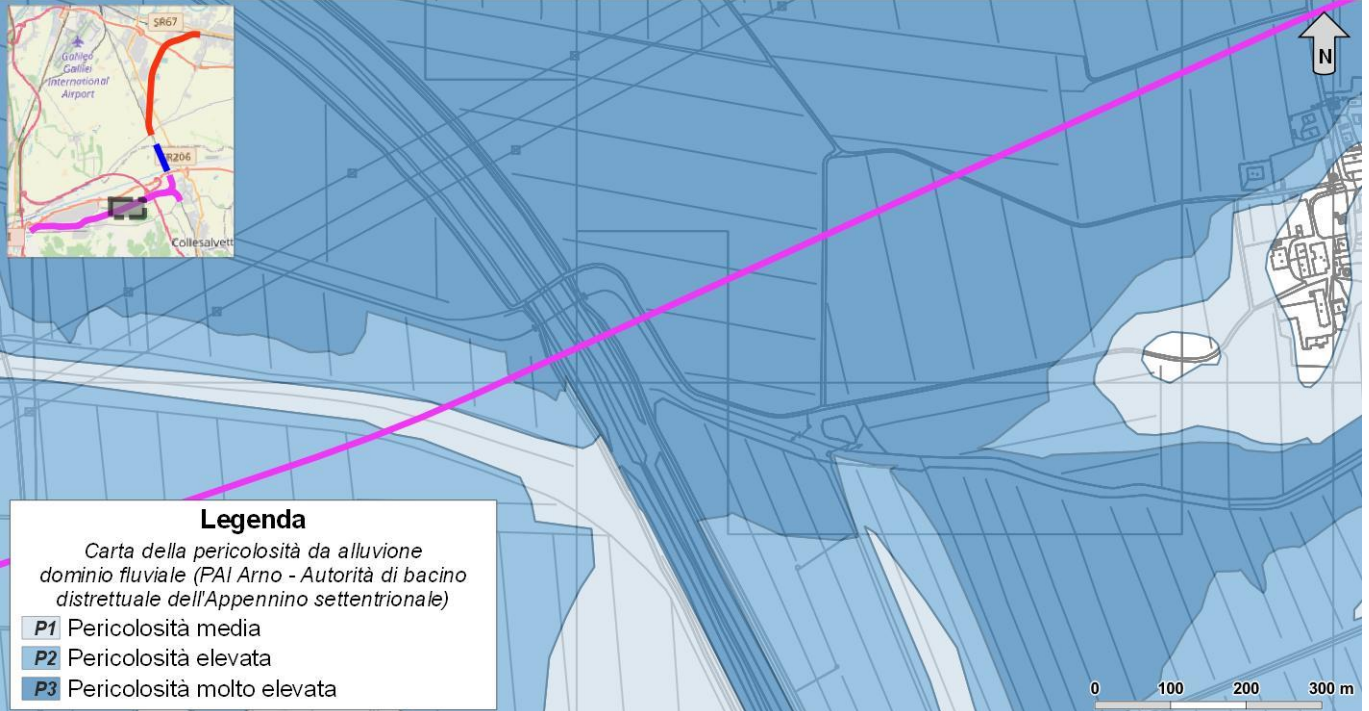 SR67
Galileo
Galilei
International
Airport
R206
Collesalvett
N
Legenda
Carta della pericolosità da alluvione
dominio fluviale (PAI Arno - Autorità di bacino
distrettuale dell'Appennino settentrionale)
P1 Pericolosità media
P2 Pericolosità elevata
P3 Pericolosità molto elevata
0 100 200 300 m